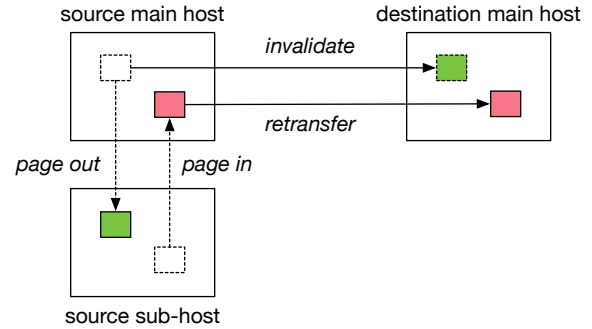 source main host
destination main host
invalidate
retransfer
page out
page in
source sub-host